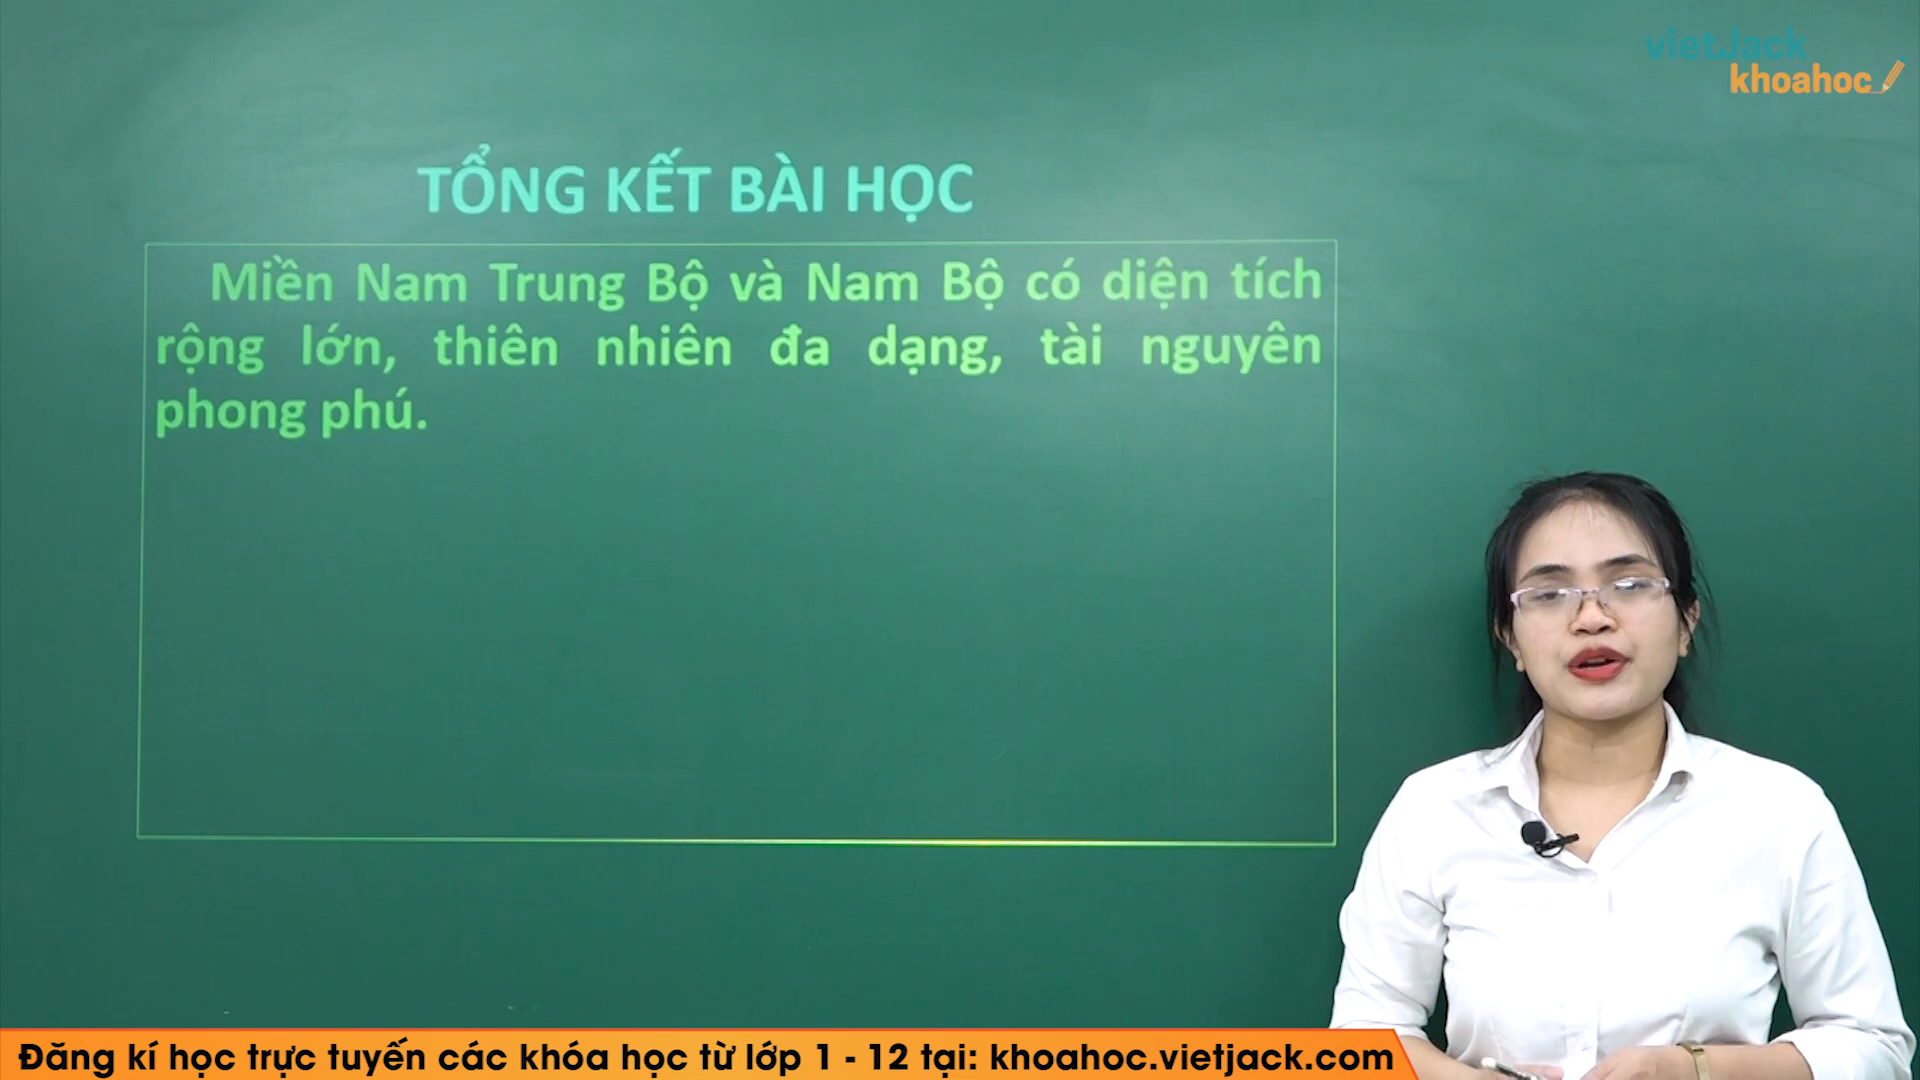 vietJack
khoahoc
TỔNG KẾT BÀI HỌC
Miền Nam Trung Bộ và Nam Bộ có diện tích
rộng lớn, thiên nhiên đa dạng, tài nguyên
phong phú.
Đăng kí học trực tuyến các khóa học từ lớp 1 - 12 tại: khoahoc.vietjack.com